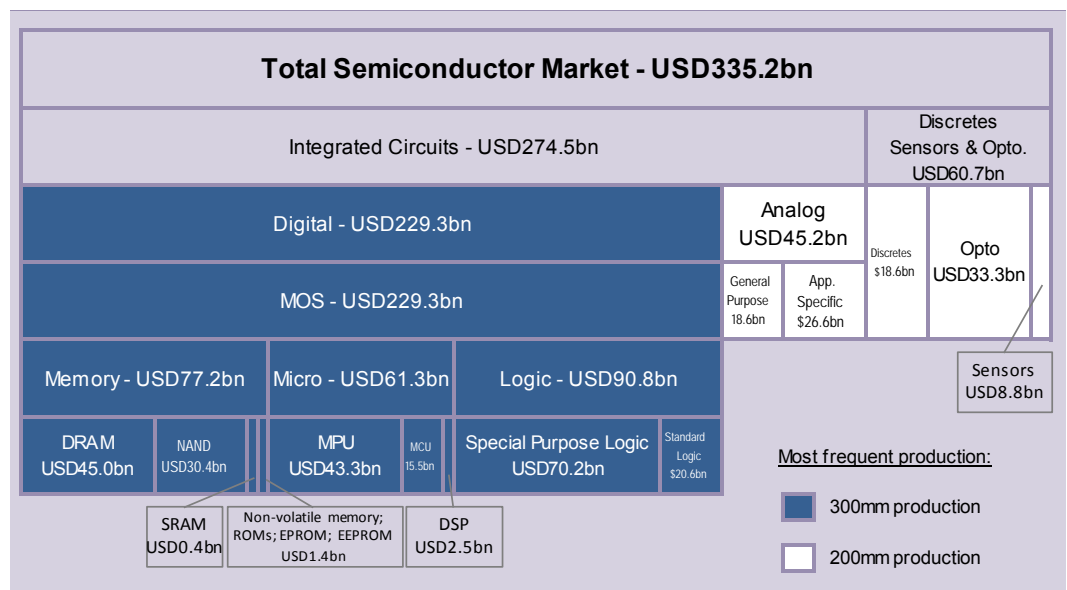 Total Semiconductor Market - USD335.2bn
Integrated Circuits - USD274.5bn
Discretes
Sensors & Opto.
USD60.7bn
Digital - USD229.3bn
Analog
USD45.2bn
Discretes
$18.6bn
Opto
USD33.3bn
MOS - USD229.3bn
General
Purpose
18.6bn
App.
Specific
$26.6bn
Sensors
USD8.8bn
Memory - USD77.2bn
Micro - USD61.3bn
Logic - USD90.8bn
DRAM
USD45.0bn
NAND
USD30.4bn
MPU
USD43.3bn
MCU
15.5bn
Special Purpose Logic
USD70.2bn
Standard
Logic
$20.6bn
SRAM
USD0.4bn
Non-volatile memory;
ROMs; EPROM; EEPROM
USD1.4bn
DSP
USD2.5bn
Most frequent production:
300mm production
200mm production